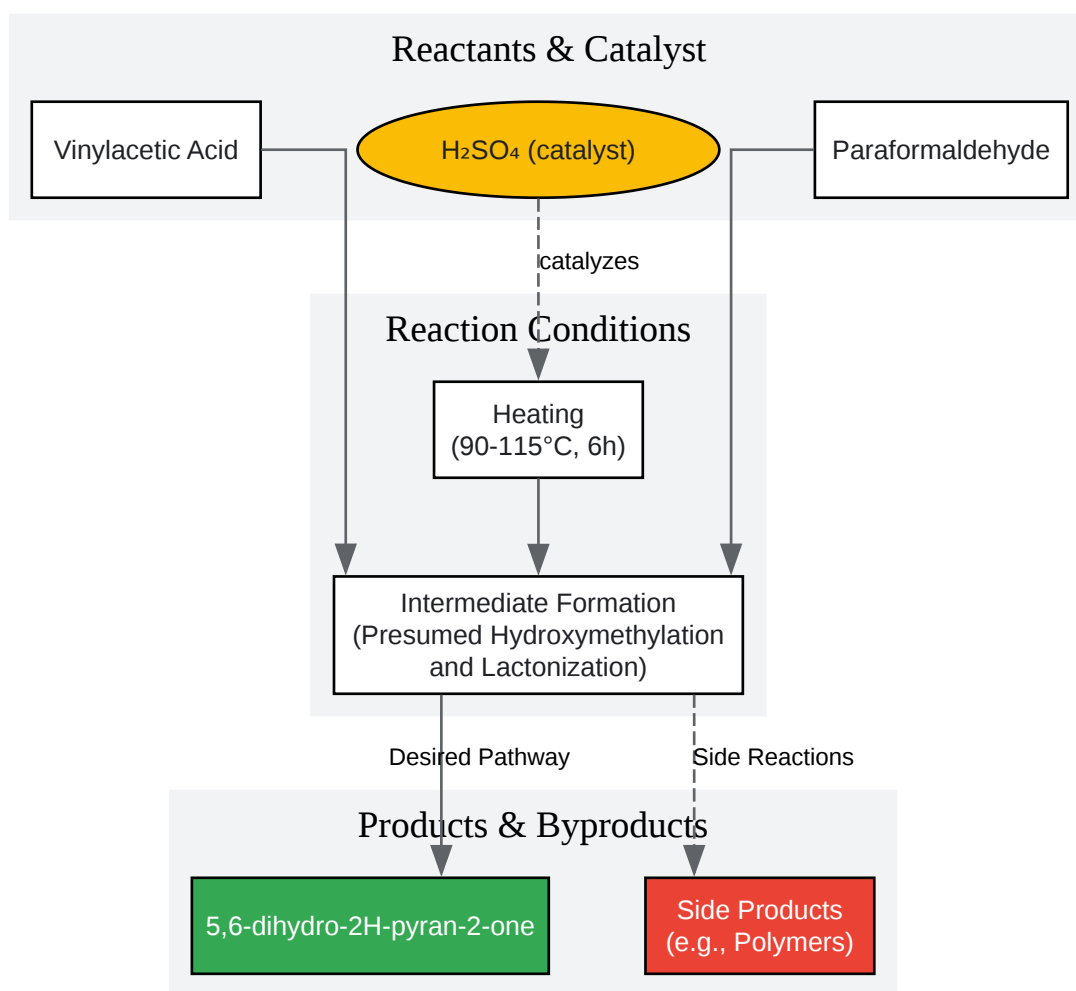 Reactants & Catalyst
Vinylacetic Acid
H₂SO₄ (catalyst)
Paraformaldehyde
catalyzes
Reaction Conditions
Heating
(90-115°C, 6h)
Intermediate Formation
(Presumed Hydroxymethylation
and Lactonization)
Desired Pathway
Side Reactions
Products & Byproducts
5,6-dihydro-2H-pyran-2-one
Side Products
(e.g., Polymers)